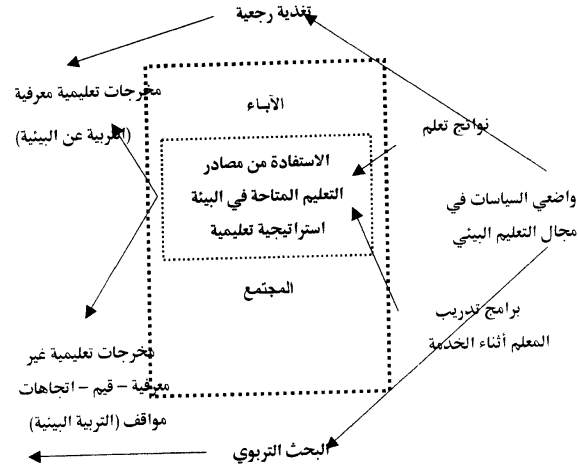 تغذية رجعية
مخرجات تعليمية معرفية
(التربية عن البيئية)
الآباء
نواتج تعلم
الاستفادة من مصادر
التعليم المتاحة في البيئة
استراتيجية تعليمية
واضعي السياسات في
مجال التعليم البيئي
المجتمع
برامج تدريب
المعلم أثناء الخدمة
مخرجات تعليمية غير
معرفية – قيم – اتجاهات
مواقف (التربية البيئية)
البحث التربوي